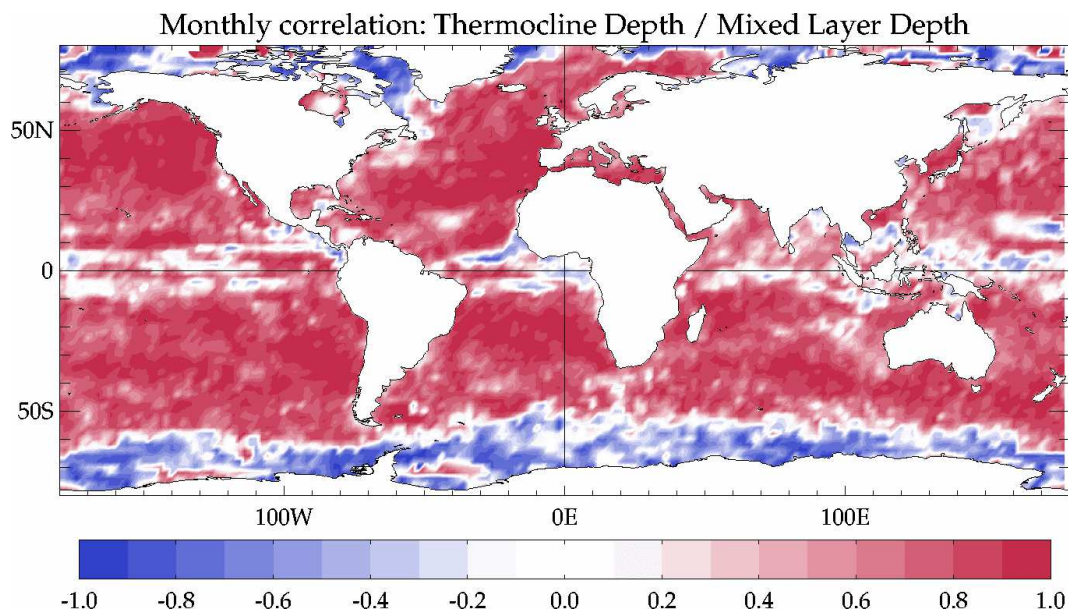 Monthly correlation: Thermocline Depth / Mixed Layer Depth
50N
0
50S
100W 0E 100E
-1.0 -0.8 -0.6 -0.4 -0.2 0.0 0.2 0.4 0.6 0.8 1.0